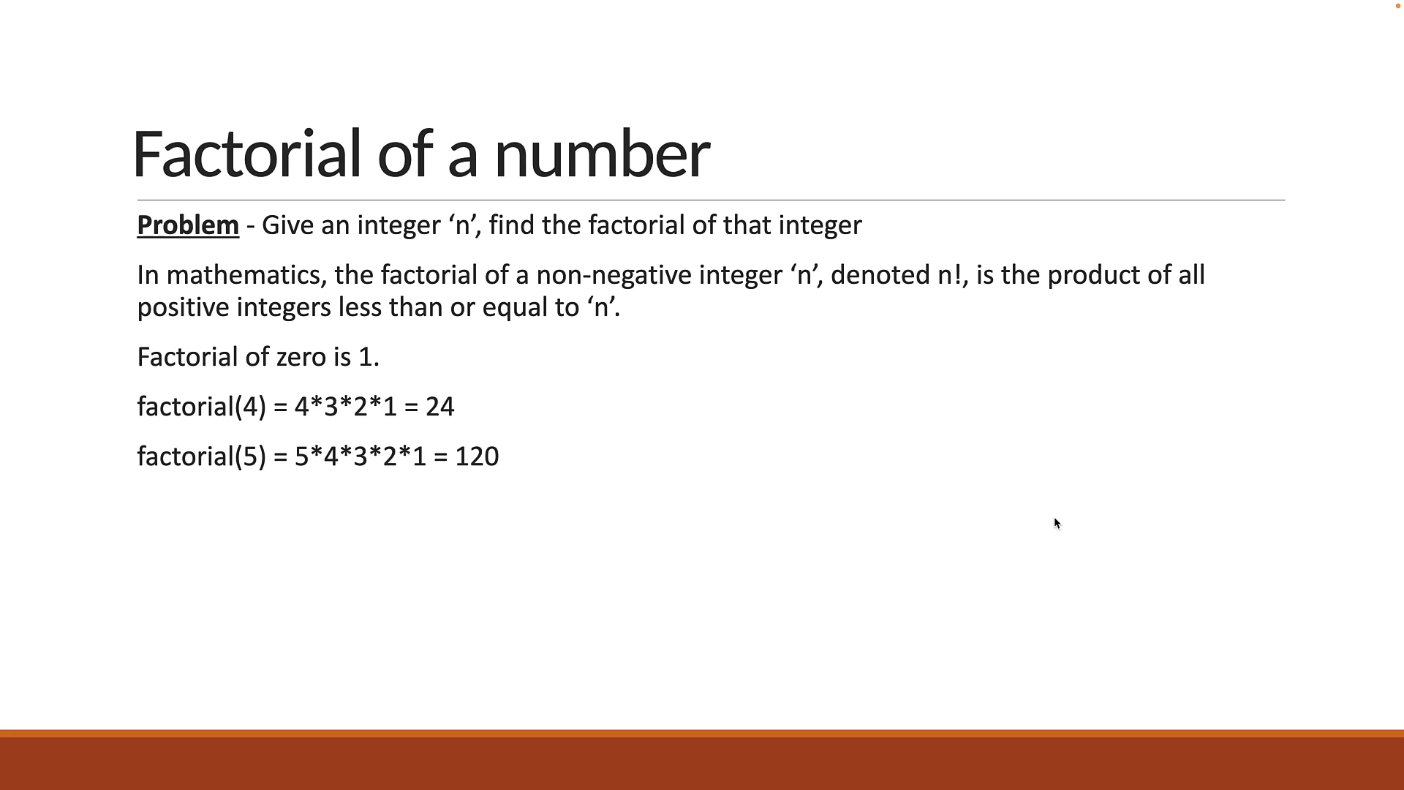 Factorial of a number
Problem - Give an integer ‘n’, find the factorial of that integer
In mathematics, the factorial of a non-negative integer ‘n’, denoted n!, is the product of all
positive integers less than or equal to ‘n’.
Factorial of zero is 1.
factorial(4) = 4*3*2*1 = 24
factorial(5) = 5*4*3*2*1 = 120